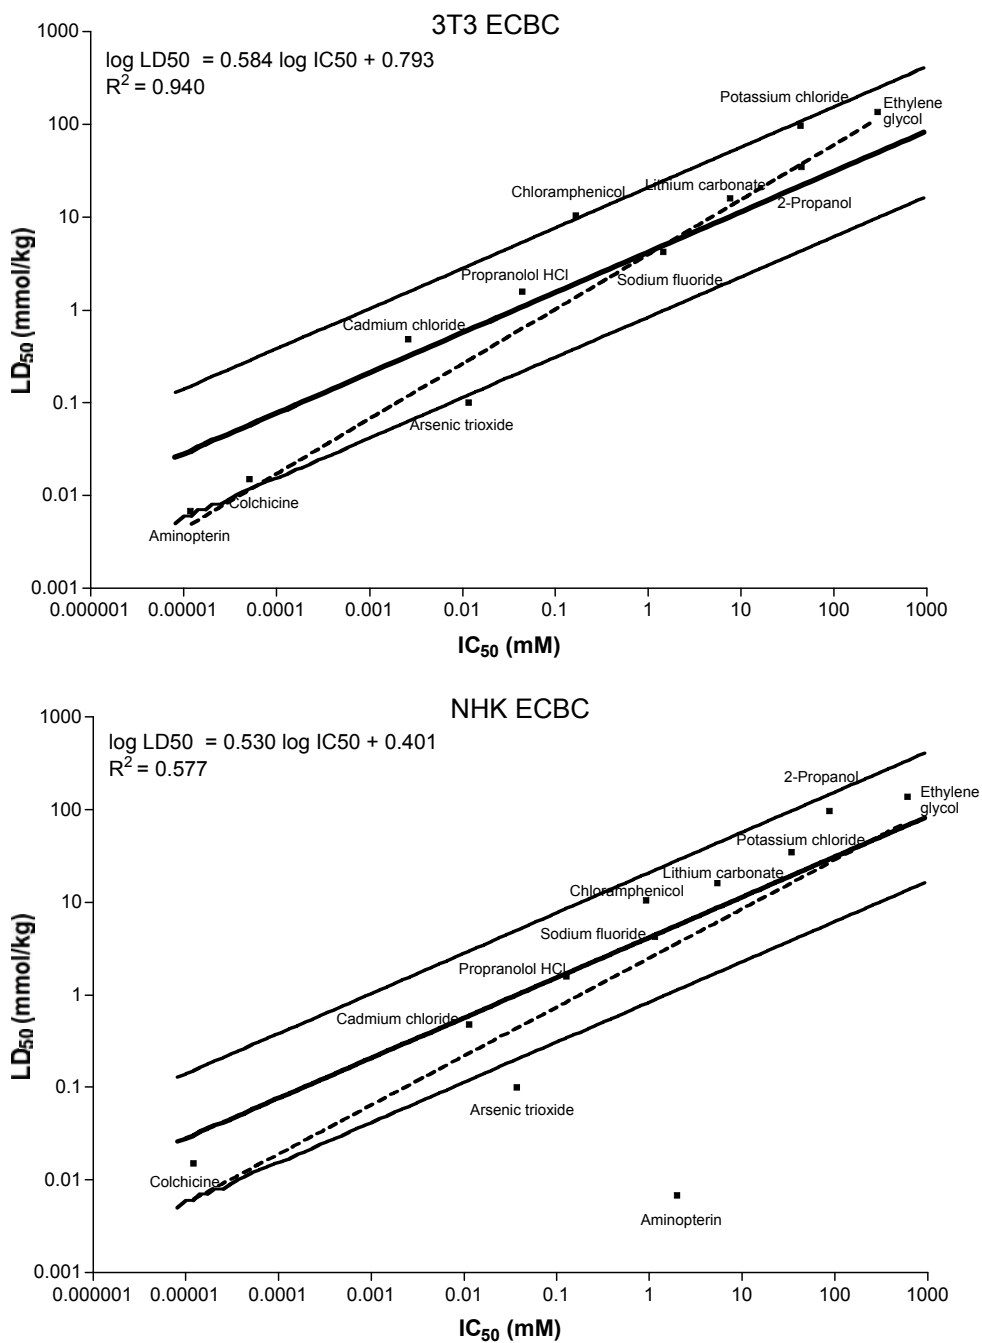 3T3 ECBC
log LD50 = 0.584 log IC50 + 0.793
R² = 0.940
1000
100
10
1
0.1
0.01
0.001
LD₅₀ (mmol/kg)
Potassium chloride
Ethylene
glycol
Chloramphenicol
Lithium carbonate
2-Propanol
Propranolol HCl
Sodium fluoride
Cadmium chloride
Arsenic trioxide
Colchicine
Aminopterin
0.000001 0.00001 0.0001 0.001 0.01 0.1 1 10 100 1000
IC₅₀ (mM)
NHK ECBC
log LD50 = 0.530 log IC50 + 0.401
R² = 0.577
1000
100
10
1
0.1
0.01
0.001
LD₅₀ (mmol/kg)
2-Propanol
Ethylene
glycol
Potassium chloride
Lithium carbonate
Chloramphenicol
Sodium fluoride
Propranolol HCl
Cadmium chloride
Arsenic trioxide
Colchicine
Aminopterin
0.000001 0.00001 0.0001 0.001 0.01 0.1 1 10 100 1000
IC₅₀ (mM)